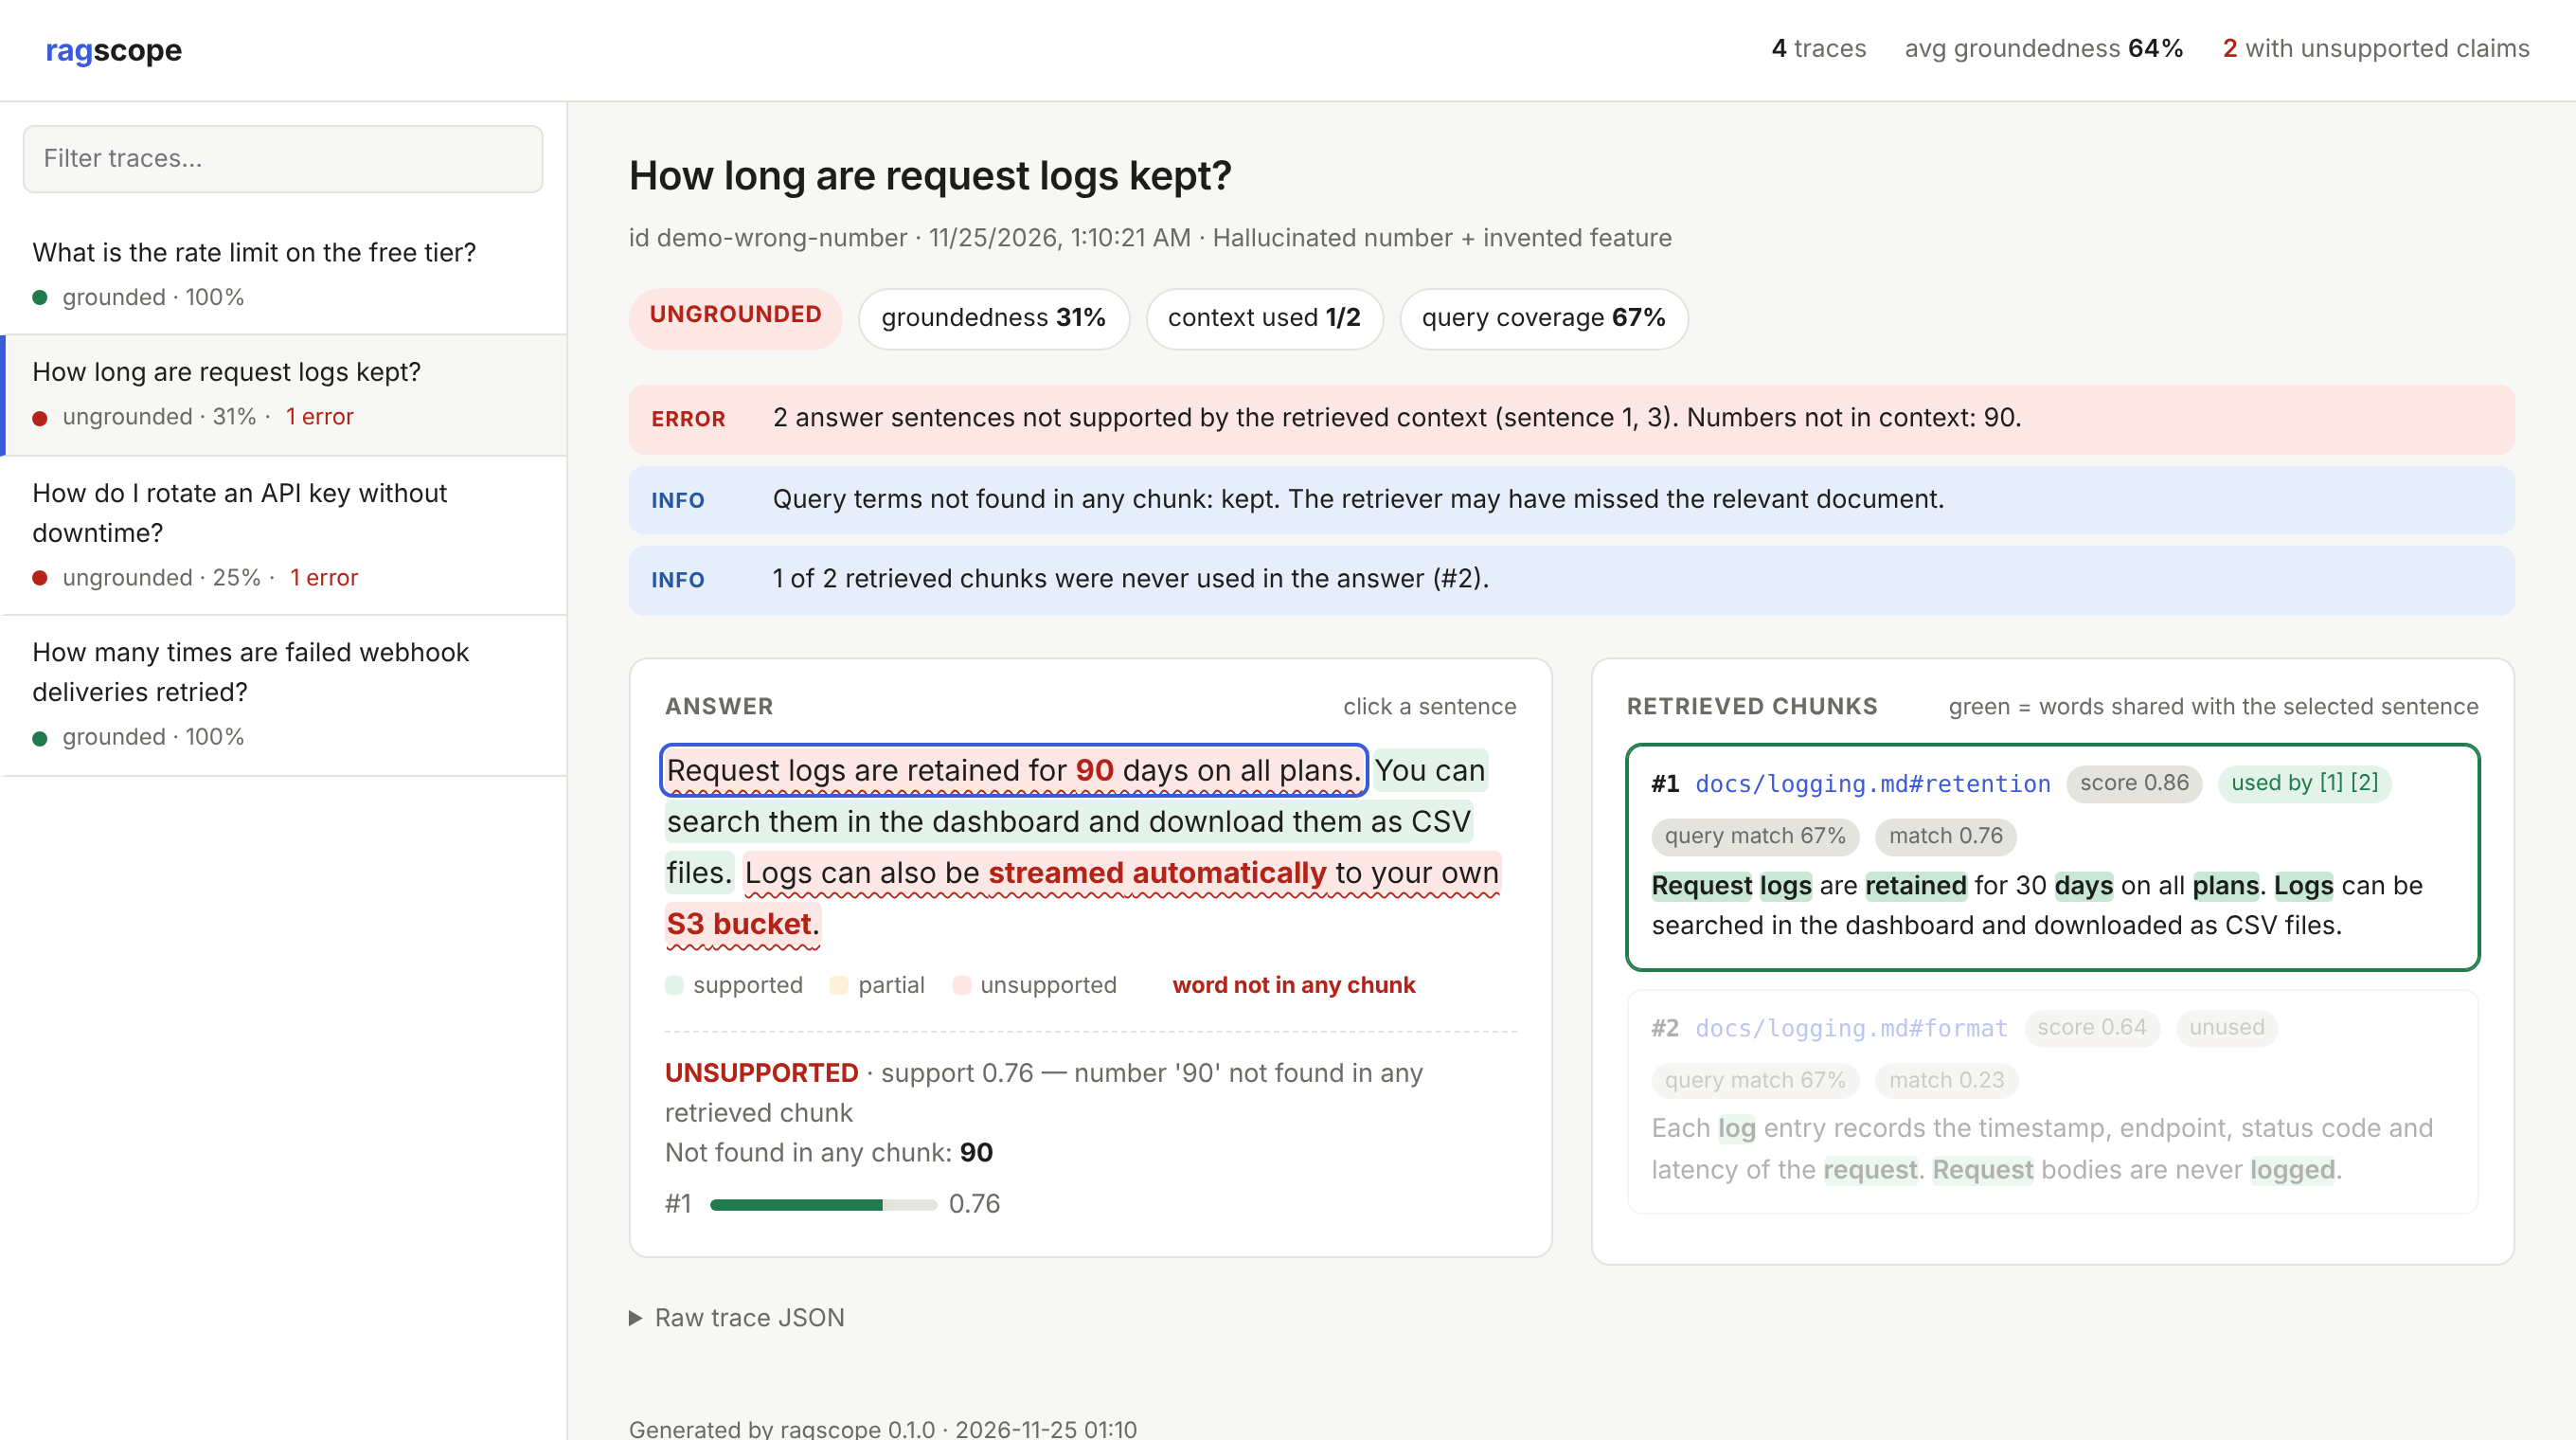 ragscope
4 traces avg groundedness 64% 2 with unsupported claims
Filter traces...
What is the rate limit on the free tier?
grounded · 100%
How long are request logs kept?
ungrounded · 31% · 1 error
How do I rotate an API key without
downtime?
ungrounded · 25% · 1 error
How many times are failed webhook
deliveries retried?
grounded · 100%
How long are request logs kept?
id demo-wrong-number · 11/25/2026, 1:10:21 AM · Hallucinated number + invented feature
UNGROUNDED groundedness 31% context used 1/2 query coverage 67%
ERROR 2 answer sentences not supported by the retrieved context (sentence 1, 3). Numbers not in context: 90.
INFO Query terms not found in any chunk: kept. The retriever may have missed the relevant document.
INFO 1 of 2 retrieved chunks were never used in the answer (#2).
ANSWER click a sentence
Request logs are retained for 90 days on all plans. You can
search them in the dashboard and download them as CSV
files. Logs can also be streamed automatically to your own
S3 bucket.
supported partial unsupported word not in any chunk
UNSUPPORTED · support 0.76 — number '90' not found in any
retrieved chunk
Not found in any chunk: 90
#1 0.76
RETRIEVED CHUNKS green = words shared with the selected sentence
#1 docs/logging.md#retention score 0.86 used by [1] [2]
query match 67% match 0.76
Request logs are retained for 30 days on all plans. Logs can be
searched in the dashboard and downloaded as CSV files.
#2 docs/logging.md#format score 0.64 unused
query match 67% match 0.23
Each log entry records the timestamp, endpoint, status code and
latency of the request. Request bodies are never logged.
Raw trace JSON
Generated by ragscope 0.1.0 · 2026-11-25 01:10